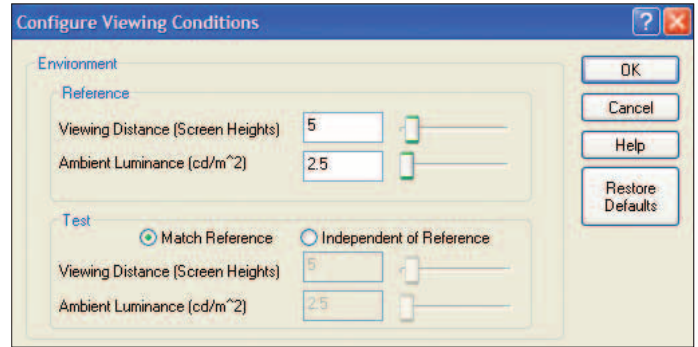 Configure Viewing Conditions
?
Environment
Reference
Viewing Distance (Screen Heights)
5
Ambient Luminance (cd/m^2)
2.5
Test
Match Reference
Independent of Reference
Viewing Distance (Screen Heights)
5
Ambient Luminance (cd/m^2)
2.5
OK
Cancel
Help
Restore
Defaults